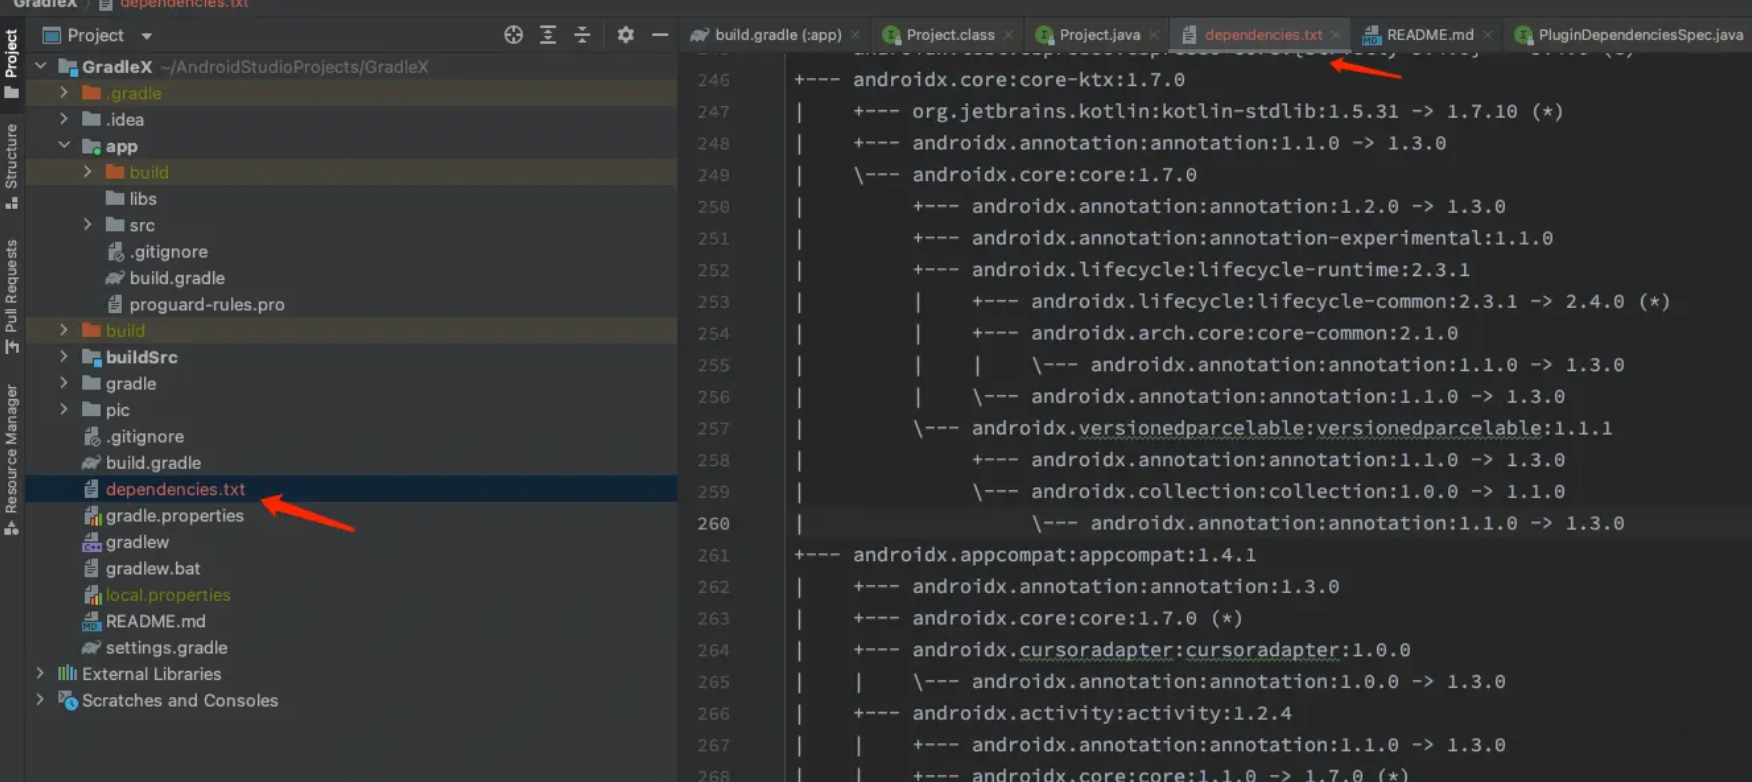 GradleX dependencies.txt
Project
Project
Structure
Pull Requests
Resource Manager
GradleX ~/AndroidStudioProjects/GradleX
.gradle
.idea
app
build
libs
src
.gitignore
build.gradle
proguard-rules.pro
build
buildSrc
gradle
pic
.gitignore
build.gradle
dependencies.txt
gradle.properties
gradlew
gradlew.bat
local.properties
README.md
settings.gradle
External Libraries
Scratches and Consoles
build.gradle (:app) Project.class Project.java dependencies.txt README.md PluginDependenciesSpec.java
246 +--- androidx.core:core-ktx:1.7.0
247 |    +--- org.jetbrains.kotlin:kotlin-stdlib:1.5.31 -> 1.7.10 (*)
248 |    +--- androidx.annotation:annotation:1.1.0 -> 1.3.0
249 |    \--- androidx.core:core:1.7.0
250 |         +--- androidx.annotation:annotation:1.2.0 -> 1.3.0
251 |         +--- androidx.annotation:annotation-experimental:1.1.0
252 |         +--- androidx.lifecycle:lifecycle-runtime:2.3.1
253 |         |    +--- androidx.lifecycle:lifecycle-common:2.3.1 -> 2.4.0 (*)
254 |         |    +--- androidx.arch.core:core-common:2.1.0
255 |         |    |    \--- androidx.annotation:annotation:1.1.0 -> 1.3.0
256 |         |    \--- androidx.annotation:annotation:1.1.0 -> 1.3.0
257 |         \--- androidx.versionedparcelable:versionedparcelable:1.1.1
258 |              +--- androidx.annotation:annotation:1.1.0 -> 1.3.0
259 |              \--- androidx.collection:collection:1.0.0 -> 1.1.0
260 |                   \--- androidx.annotation:annotation:1.1.0 -> 1.3.0
261 +--- androidx.appcompat:appcompat:1.4.1
262 |    +--- androidx.annotation:annotation:1.3.0
263 |    +--- androidx.core:core:1.7.0 (*)
264 |    +--- androidx.cursoradapter:cursoradapter:1.0.0
265 |    |    \--- androidx.annotation:annotation:1.0.0 -> 1.3.0
266 |    +--- androidx.activity:activity:1.2.4
267 |    |    +--- androidx.annotation:annotation:1.1.0 -> 1.3.0
268 |    |    +--- androidx.core:core:1.1.0 -> 1.7.0 (*)